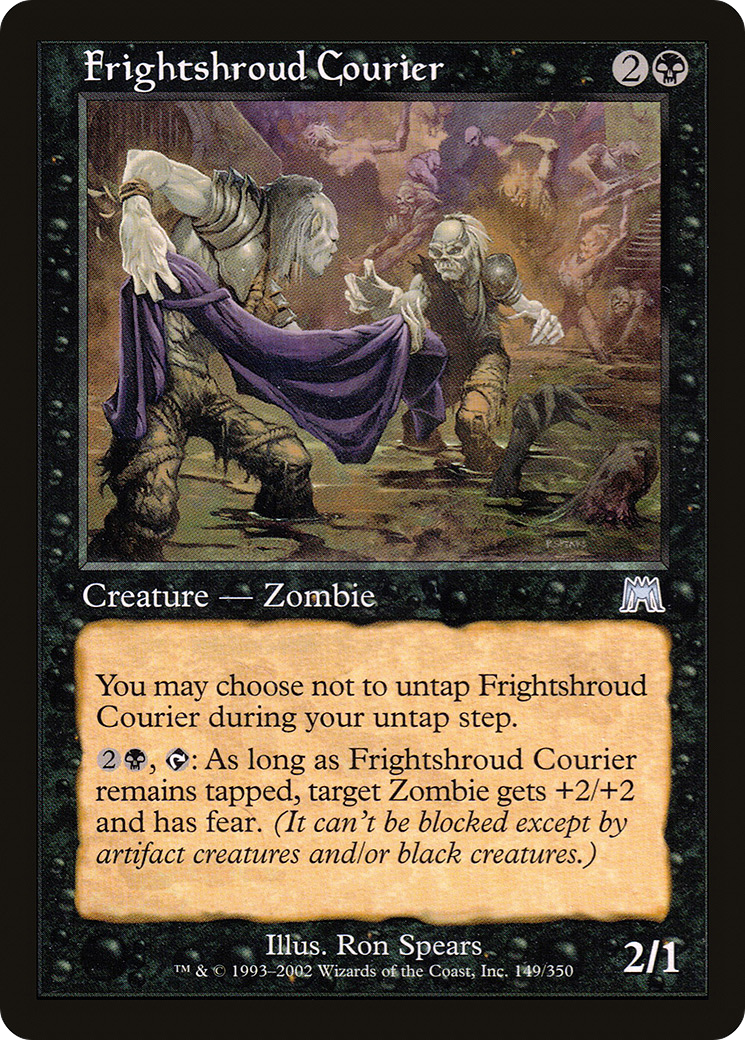 Frightshroud Courier 2
Creature — Zombie
You may choose not to untap Frightshroud
Courier during your untap step.
2 , : As long as Frightshroud Courier
remains tapped, target Zombie gets +2/+2
and has fear. (It can't be blocked except by
artifact creatures and/or black creatures.)
Illus. Ron Spears
™ & © 1993–2002 Wizards of the Coast, Inc. 149/350
2/1